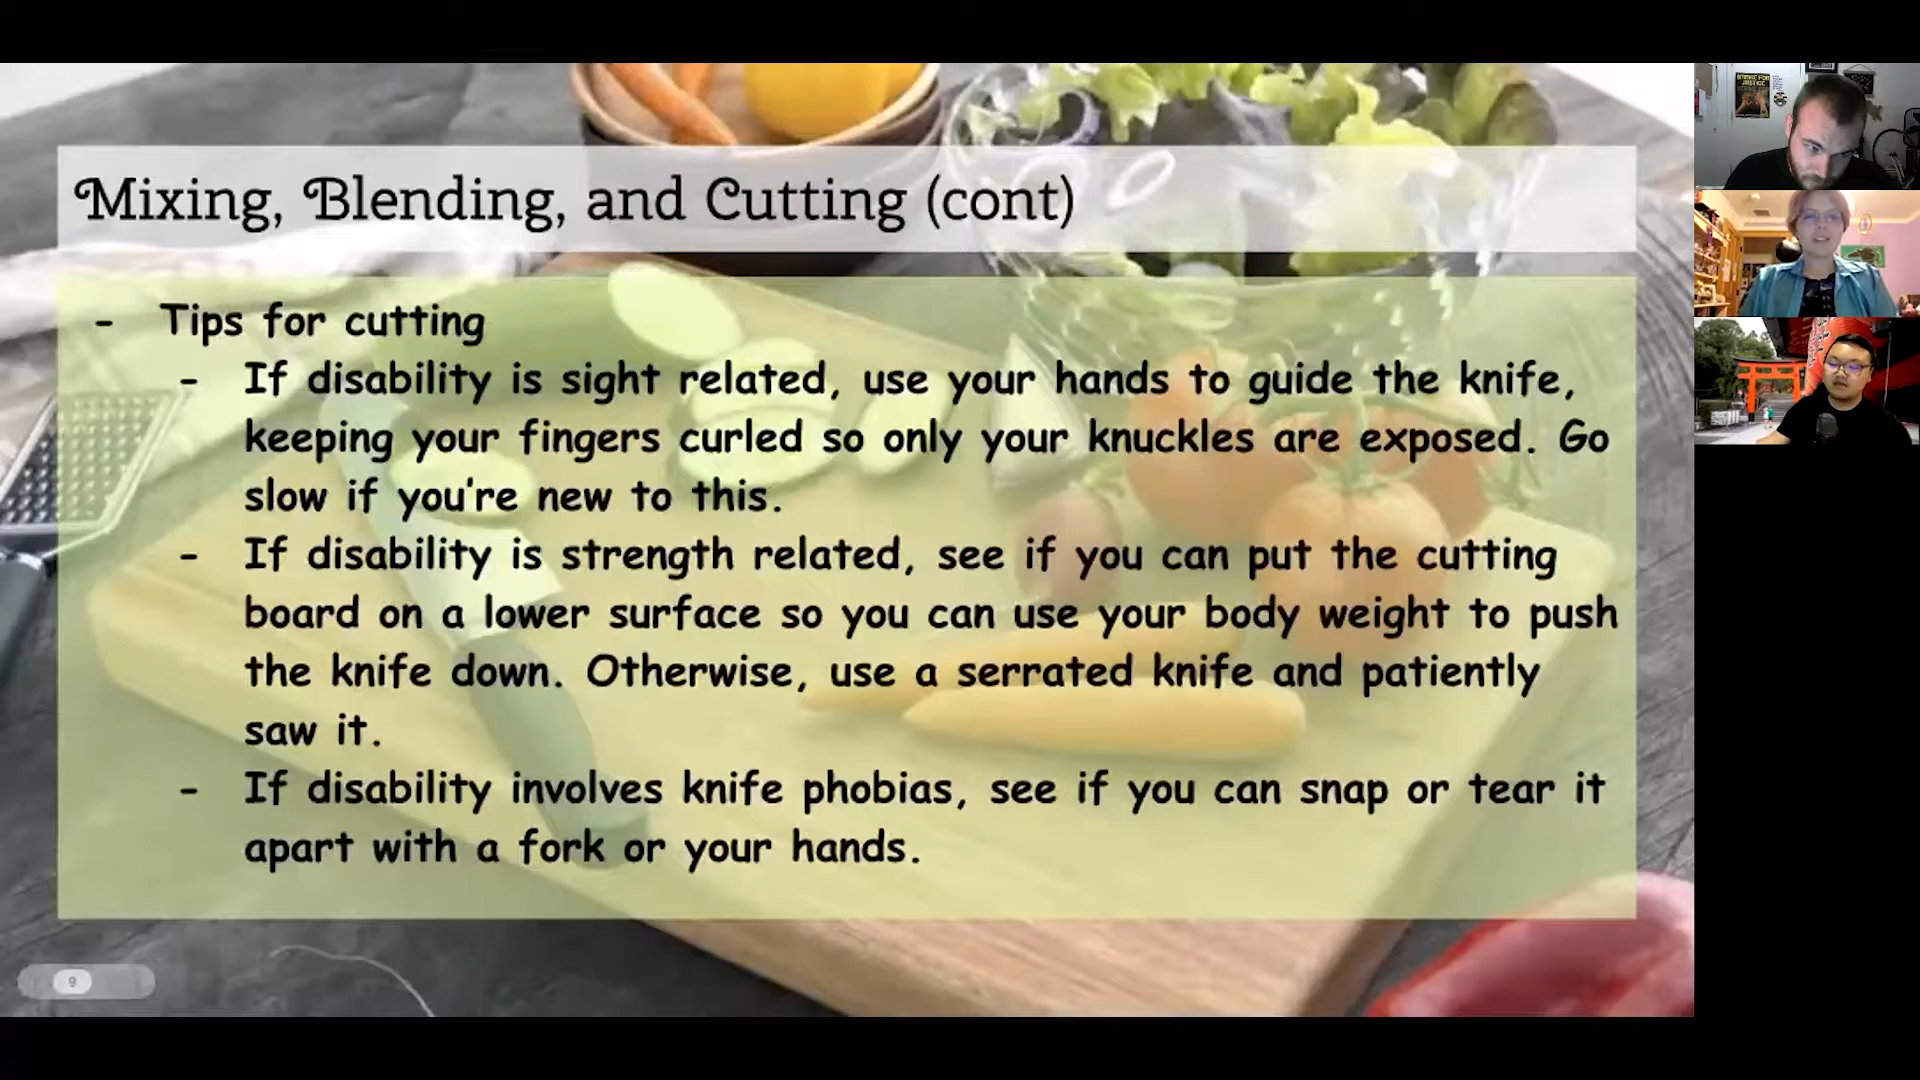 Mixing, Blending, and Cutting (cont)
- Tips for cutting
- If disability is sight related, use your hands to guide the knife,
keeping your fingers curled so only your knuckles are exposed. Go
slow if you're new to this.
- If disability is strength related, see if you can put the cutting
board on a lower surface so you can use your body weight to push
the knife down. Otherwise, use a serrated knife and patiently
saw it.
- If disability involves knife phobias, see if you can snap or tear it
apart with a fork or your hands.
9